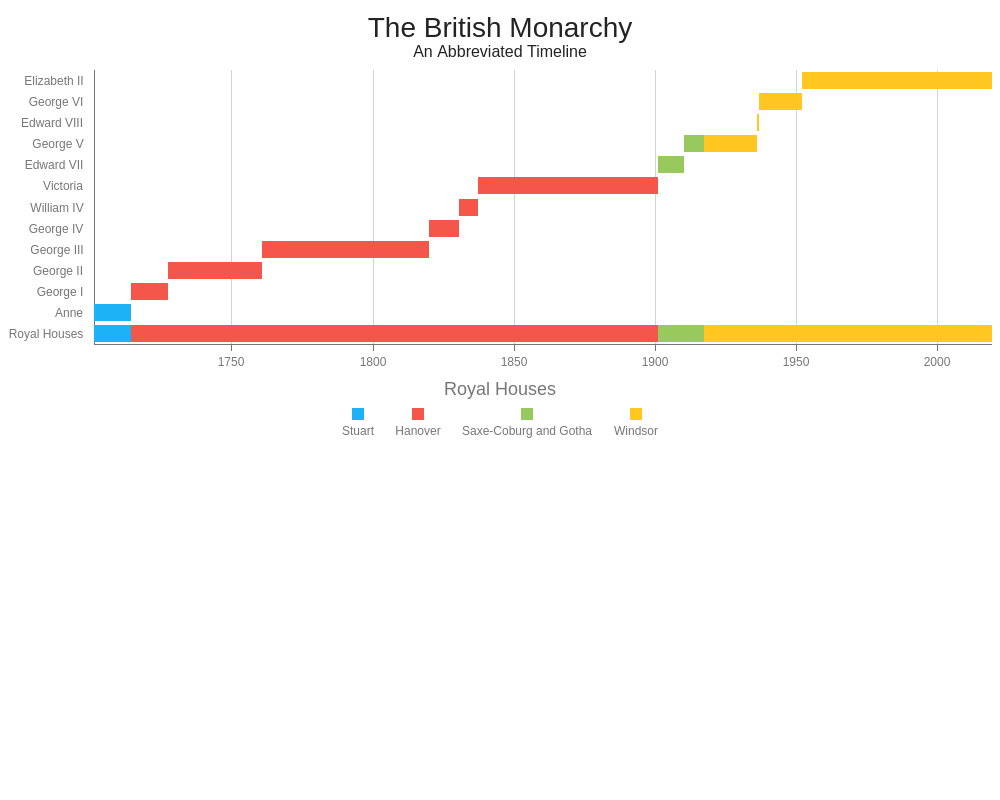 The British Monarchy
An Abbreviated Timeline
Elizabeth II
George VI
Edward VIII
George V
Edward VII
Victoria
William IV
George IV
George III
George II
George I
Anne
Royal Houses
1750 1800 1850 1900 1950 2000
Royal Houses
Stuart Hanover Saxe-Coburg and Gotha Windsor